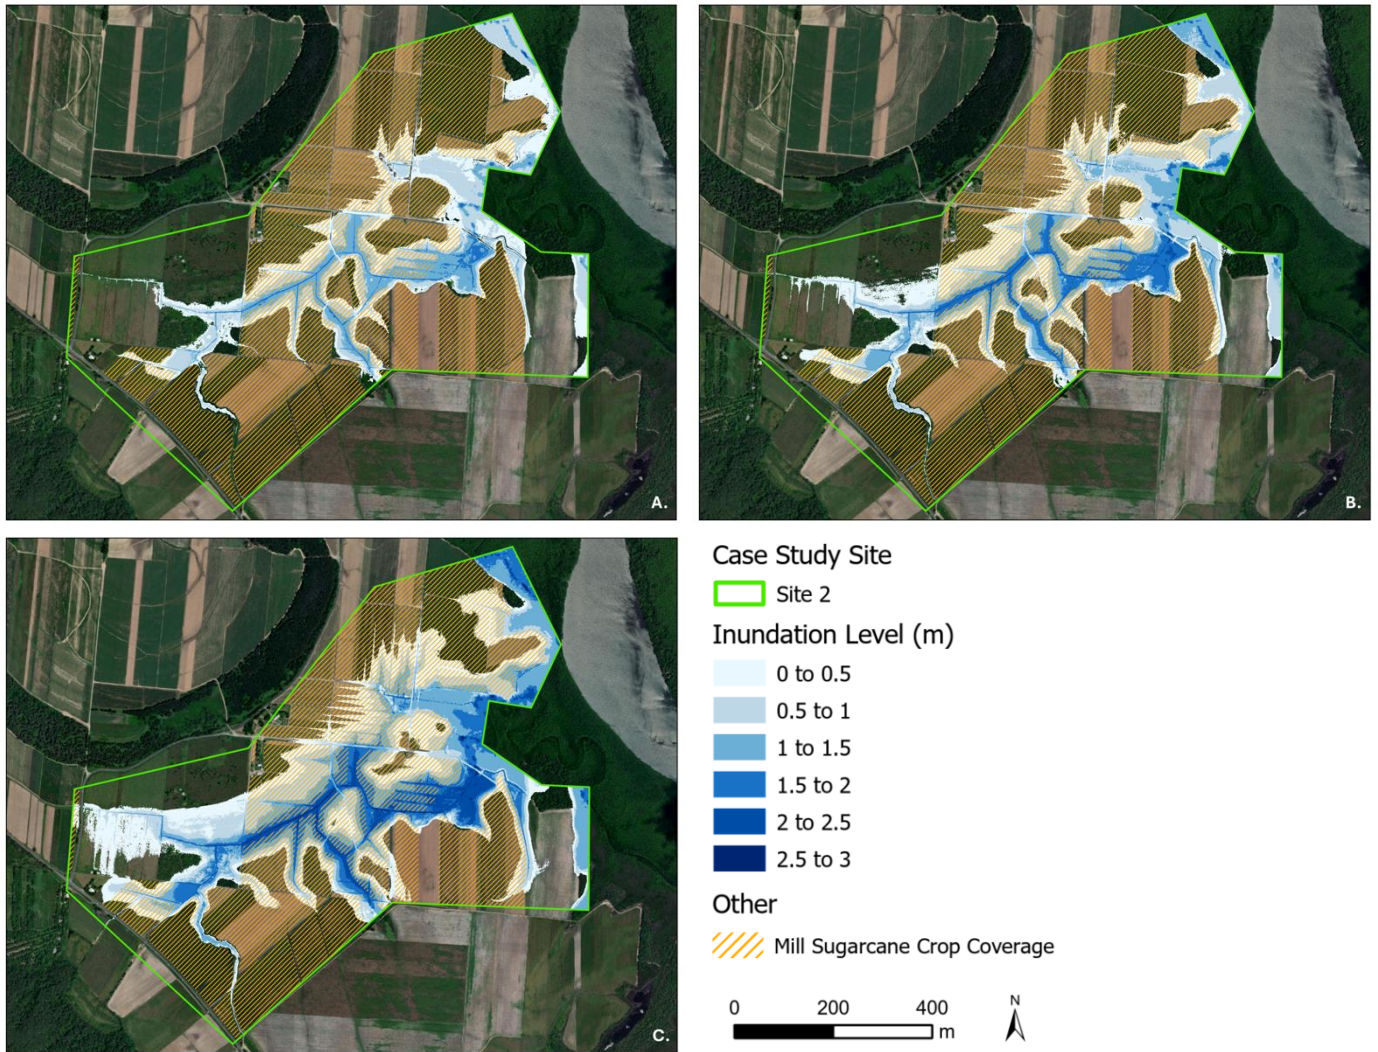 A.
B.
C.
Case Study Site
Site 2
Inundation Level (m)
0 to 0.5
0.5 to 1
1 to 1.5
1.5 to 2
2 to 2.5
2.5 to 3
Other
Mill Sugarcane Crop Coverage
0 200 400
m
N